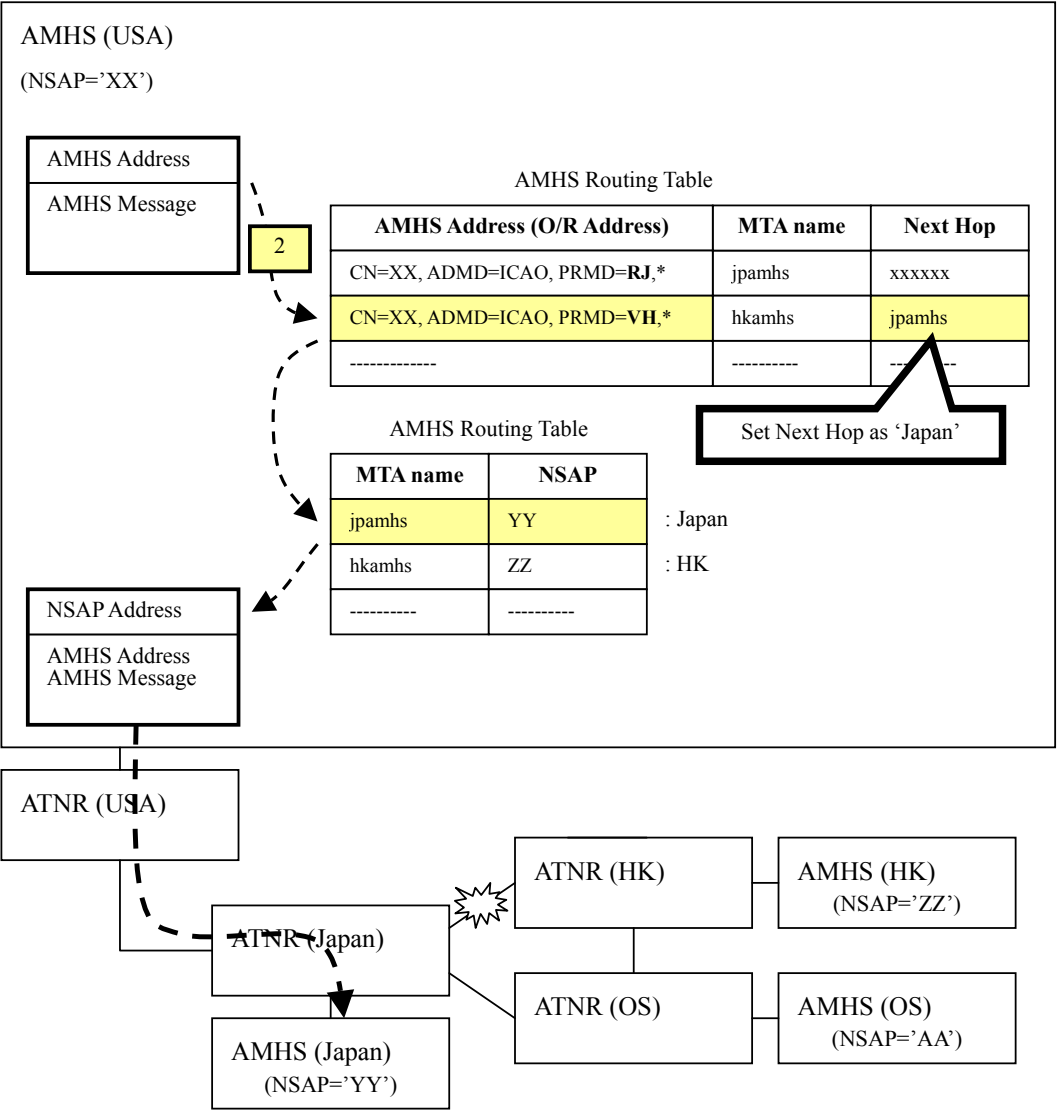 AMHS (USA)
(NSAP=’XX’)
AMHS Address
AMHS Message
2
AMHS Routing Table
AMHS Address (O/R Address) MTA name Next Hop
CN=XX, ADMD=ICAO, PRMD=RJ,* jpamhs xxxxxx
CN=XX, ADMD=ICAO, PRMD=VH,* hkamhs jpamhs
------------- ---------- ----------
Set Next Hop as ‘Japan’
AMHS Routing Table
MTA name NSAP
jpamhs YY : Japan
hkamhs ZZ : HK
---------- ----------
NSAP Address
AMHS Address
AMHS Message
ATNR (USA)
ATNR (HK)
AMHS (HK)
(NSAP=’ZZ’)
ATNR (Japan)
ATNR (OS)
AMHS (OS)
(NSAP=’AA’)
AMHS (Japan)
(NSAP=’YY’)